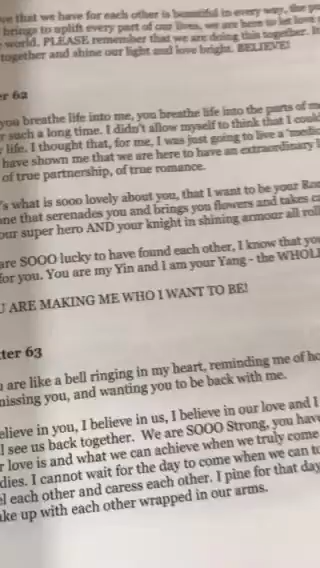 ve that we have for each other is beautiful in every way, the po
brings to uplift every part of our lives, we are here to let love
world. PLEASE remember that we are doing this together.
together and shine our light and love bright. BELIEVE!
er 62
you breathe life into me, you breathe life into the parts of m
r such a long time. I didn't allow myself to think that I coul
life. I thought that, for me, I was just going to live a 'medio
have shown me that we are here to have an extraordinary l
of true partnership, of true romance.
's what is sooo lovely about you, that I want to be your Ro
ne that serenades you and brings you flowers and takes c
our super hero AND your knight in shining armour all roll
are SOOO lucky to have found each other, I know that yo
for you. You are my Yin and I am your Yang - the WHOL
U ARE MAKING ME WHO I WANT TO BE!
ter 63
u are like a bell ringing in my heart, reminding me of ho
missing you, and wanting you to be back with me.
elieve in you, I believe in us, I believe in our love and I
l see us back together. We are SOOO Strong, you hav
r love is and what we can achieve when we truly come
dies. I cannot wait for the day to come when we can to
el each other and caress each other. I pine for that day
ake up with each other wrapped in our arms.